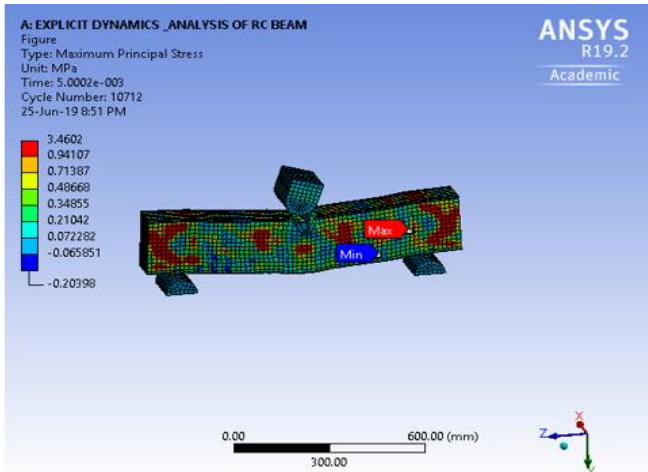 A: EXPLICIT DYNAMICS _ANALYSIS OF RC BEAM
Figure
Type: Maximum Principal Stress
Unit: MPa
Time: 5.0002e-003
Cycle Number: 10712
25-Jun-19 8:51 PM
ANSYS
R19.2
Academic
3.4602
0.94107
0.71387
0.48668
0.34855
0.21042
0.072282
-0.065851
-0.20398
Max
Min
0.00
600.00 (mm)
300.00
X
Z